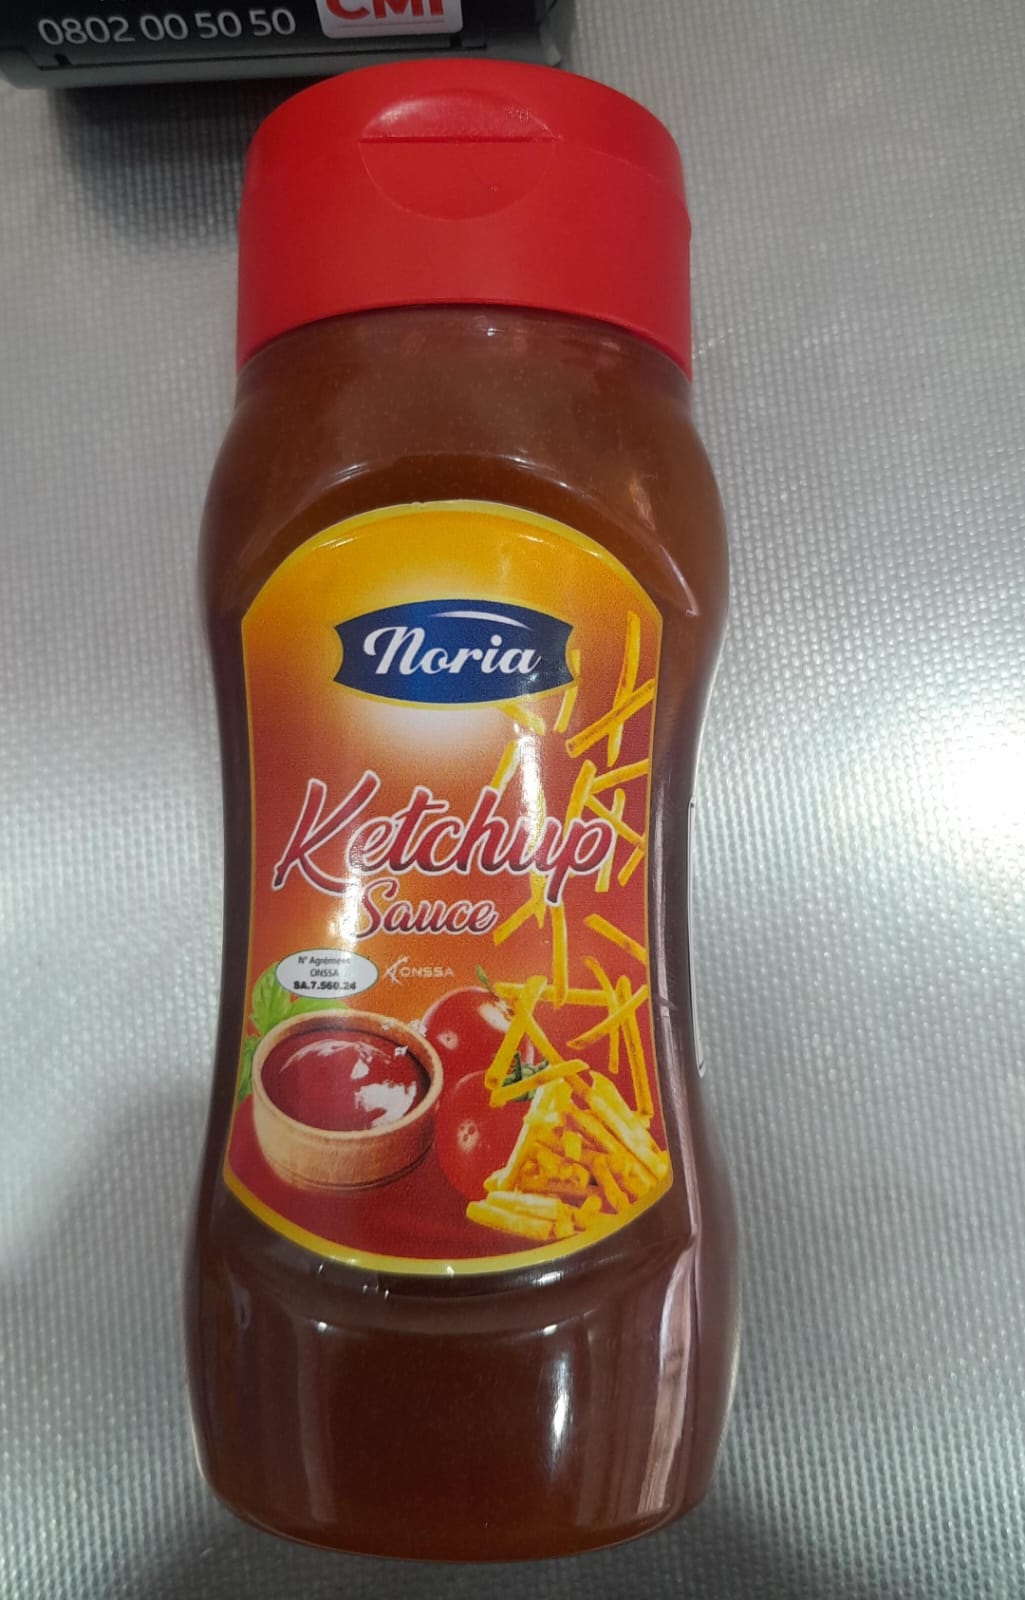 0802 00 50 50
CMI
Noria
Ketchup
Sauce
N° Agrément
ONSSA
SA.7.560.24
ONSSA